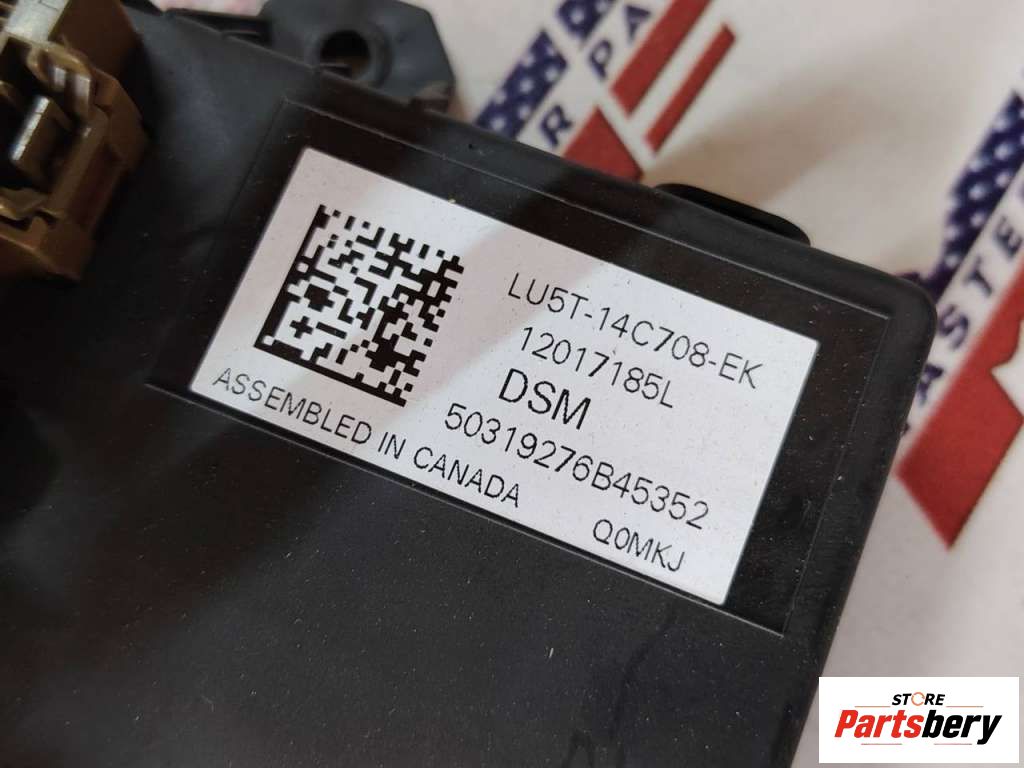 LU5T-14C708-EK
12017185L
DSM
50319276B45352
ASSEMBLED IN CANADA
Q0MKJ
STORE
Partsbery